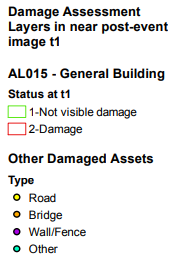 Damage Assessment
Layers in near post-event
image t1
AL015 - General Building
Status at t1
1-Not visible damage
2-Damage
Other Damaged Assets
Type
Road
Bridge
Wall/Fence
Other